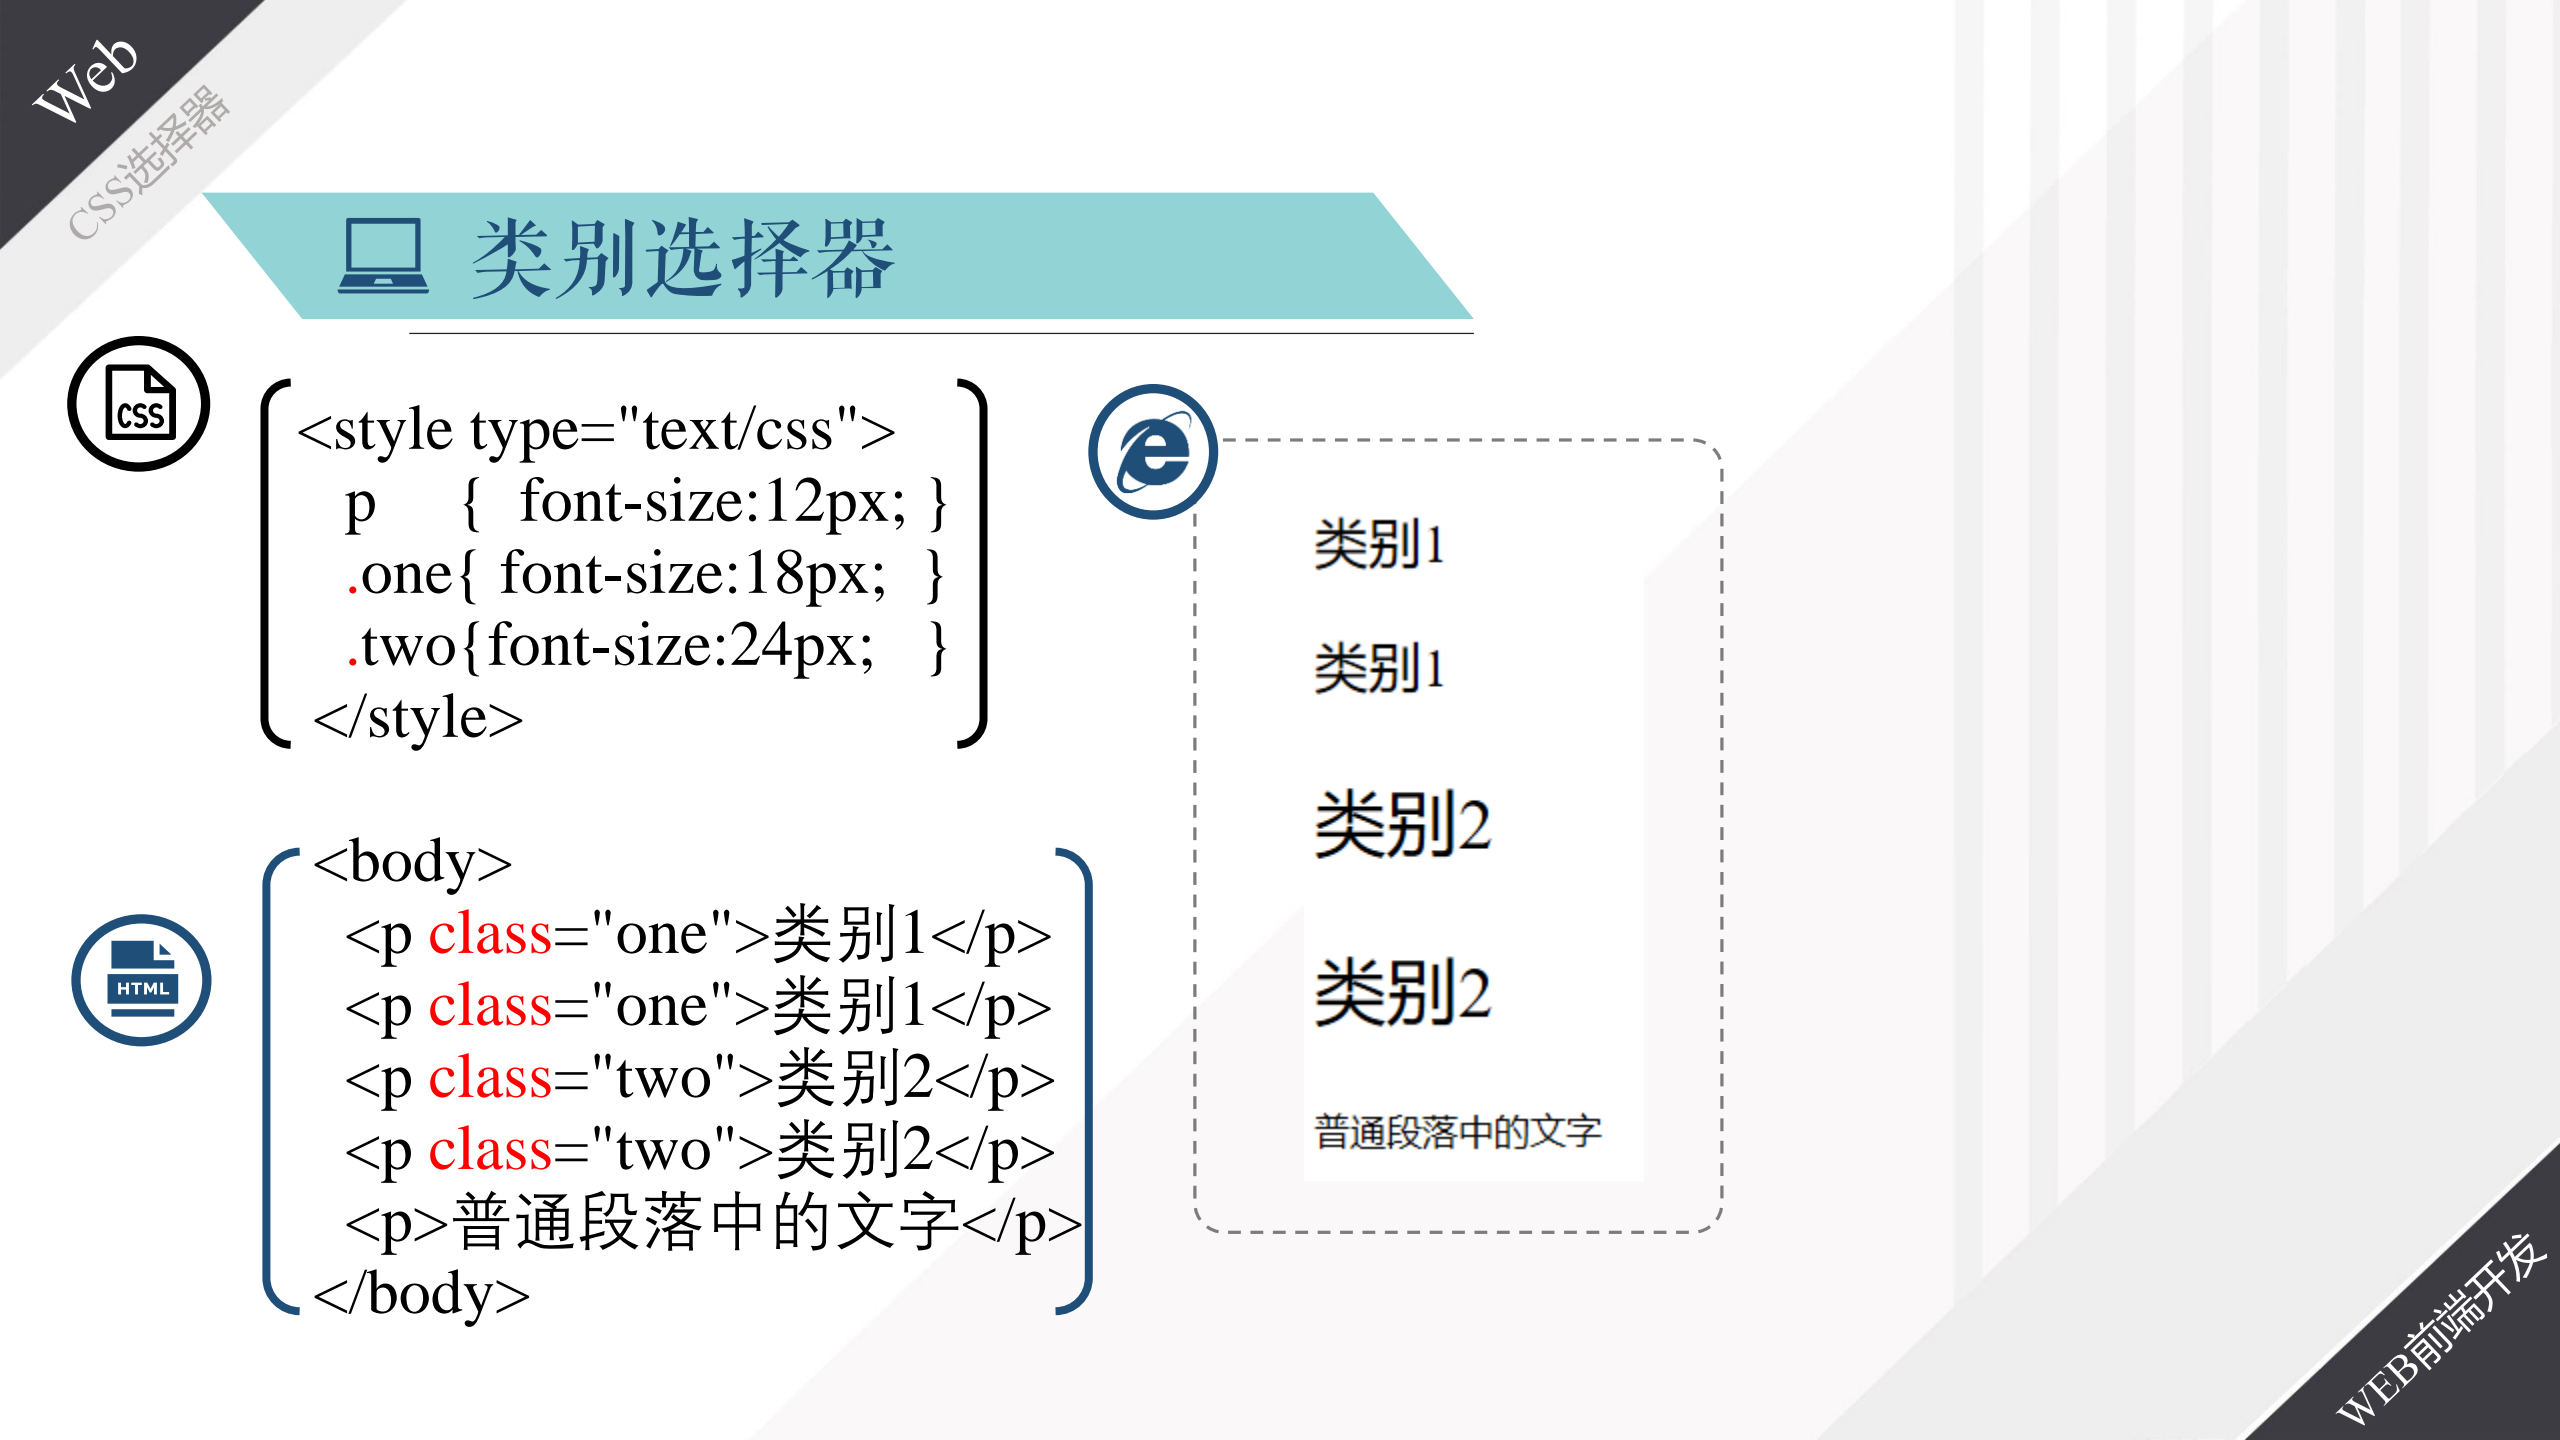 Web
CSS选择器
类别选择器
CSS
<style type="text/css">
p { font-size:12px; }
.one{ font-size:18px; }
.two{font-size:24px; }
</style>
HTML
<body>
<p class="one">类别1</p>
<p class="one">类别1</p>
<p class="two">类别2</p>
<p class="two">类别2</p>
<p>普通段落中的文字</p>
</body>
类别1
类别1
类别2
类别2
普通段落中的文字
WEB前端开发